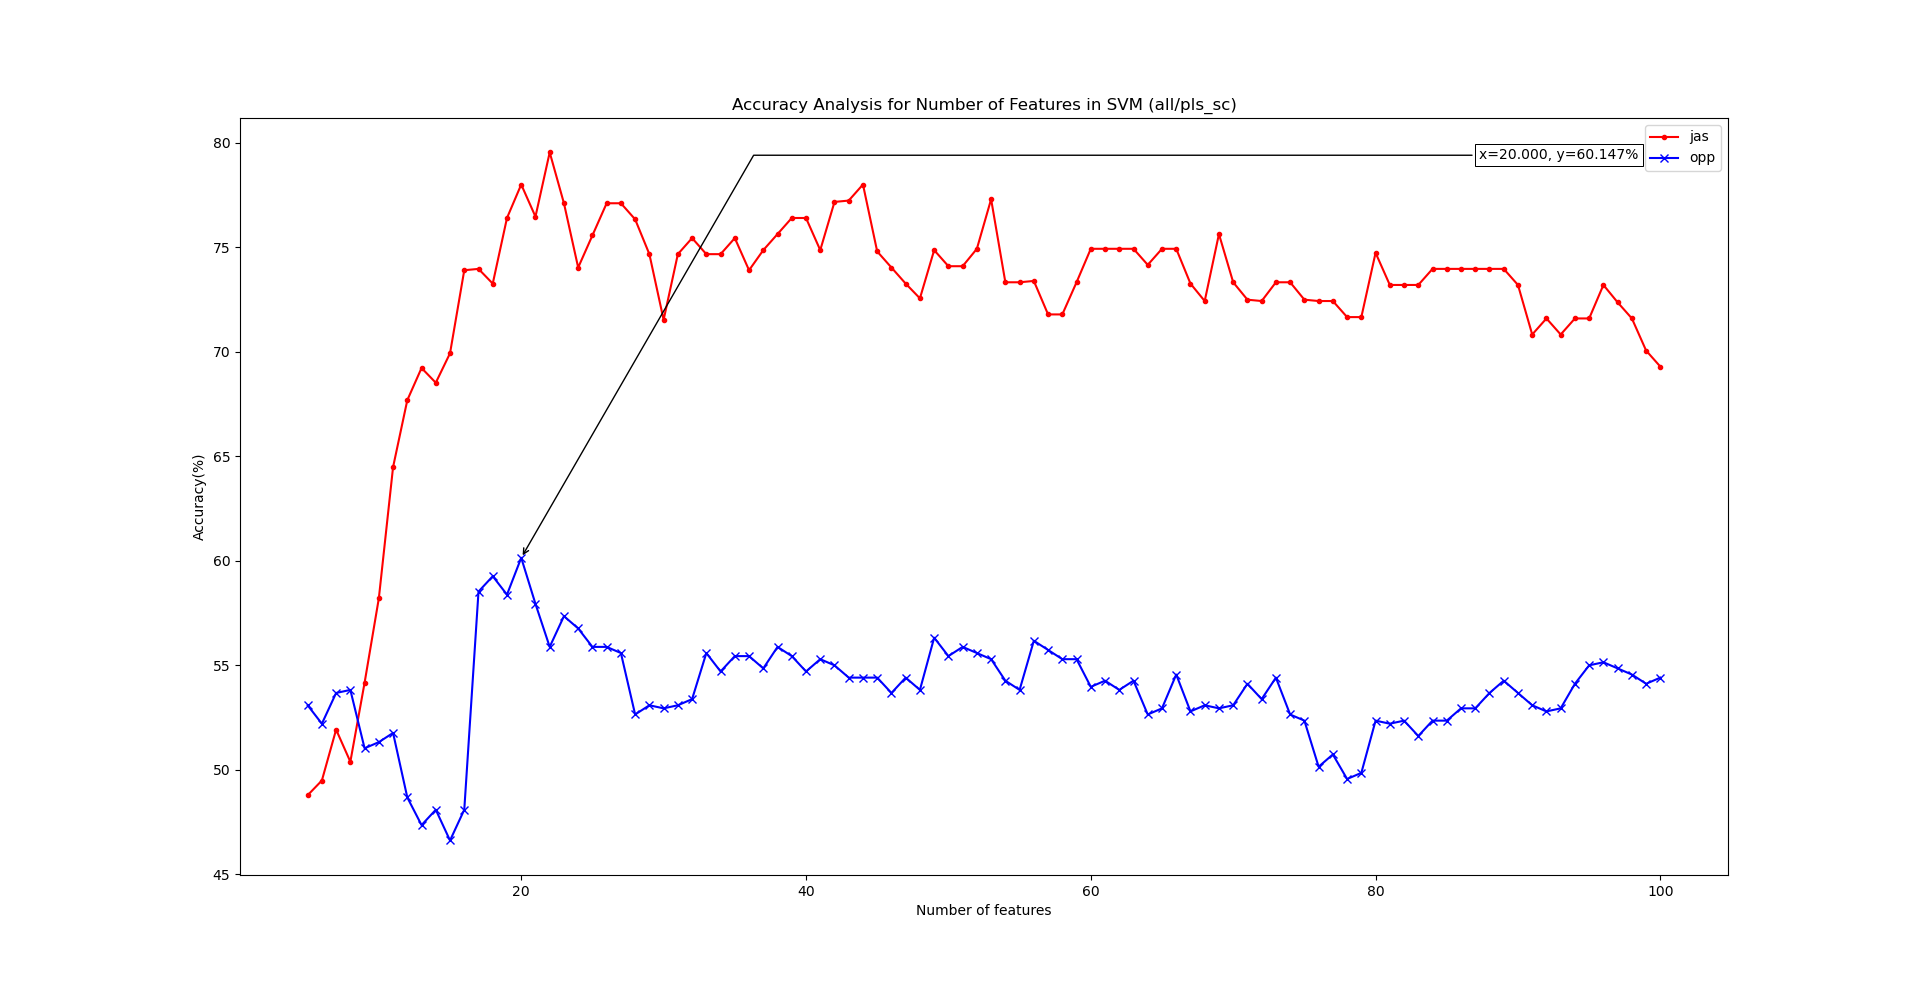 Accuracy Analysis for Number of Features in SVM (all/pls_sc)
x=20.000, y=60.147%
jas
opp
Accuracy(%)
80
75
70
65
60
55
50
45
20 40 60 80 100
Number of features